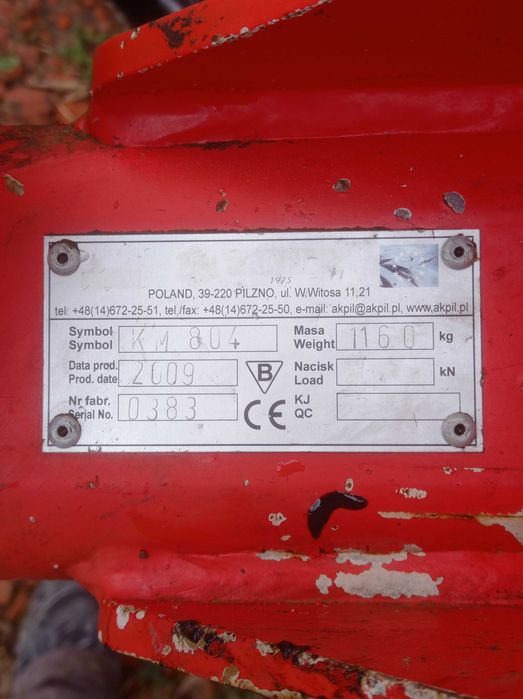 1975
POLAND, 39-220 PILZNO, ul. W.Witosa 11,21
tel. +48(14)672-25-51, tel./fax: +48(14)672-25-50, e-mail: akpil@akpil.pl, www.akpil.pl
Symbol
Symbol KM 804
Masa
Weight 1160 kg
Data prod.
Prod. date 2009
B
Nacisk
Load kN
Nr fabr.
Serial No. 0383
CE
KJ
QC